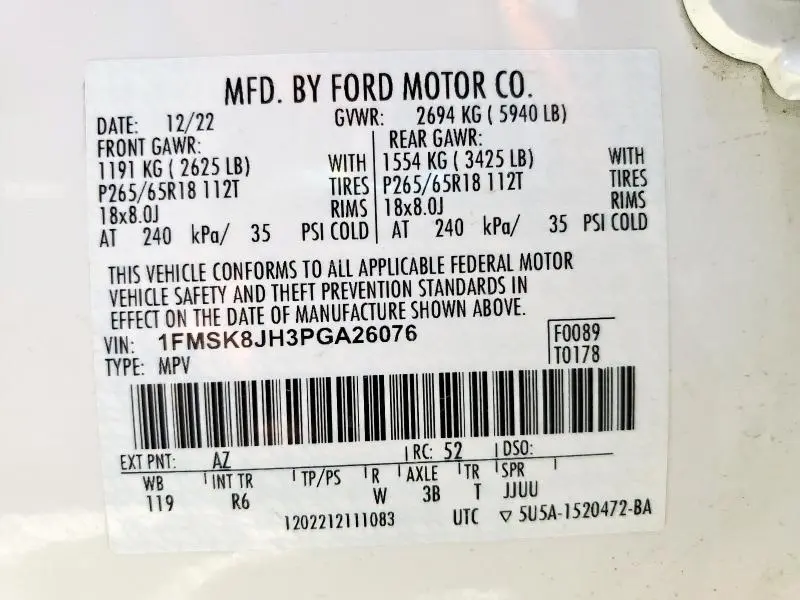 MFD. BY FORD MOTOR CO.
DATE: 12/22 GVWR: 2694 KG ( 5940 LB)
FRONT GAWR: REAR GAWR:
1191 KG ( 2625 LB) WITH 1554 KG ( 3425 LB) WITH
P265/65R18 112T TIRES P265/65R18 112T TIRES
18x8.0J RIMS 18x8.0J RIMS
AT 240 kPa/ 35 PSI COLD AT 240 kPa/ 35 PSI COLD
THIS VEHICLE CONFORMS TO ALL APPLICABLE FEDERAL MOTOR
VEHICLE SAFETY AND THEFT PREVENTION STANDARDS IN
EFFECT ON THE DATE OF MANUFACTURE SHOWN ABOVE.
VIN: 1FMSK8JH3PGA26076 F0089
TYPE: MPV T0178
EXT PNT: AZ RC: 52 DSO:
WB INT TR TP/PS R AXLE TR SPR
119 R6 W 3B T JJUU
1202212111083 UTC ▽ 5U5A-1520472-BA